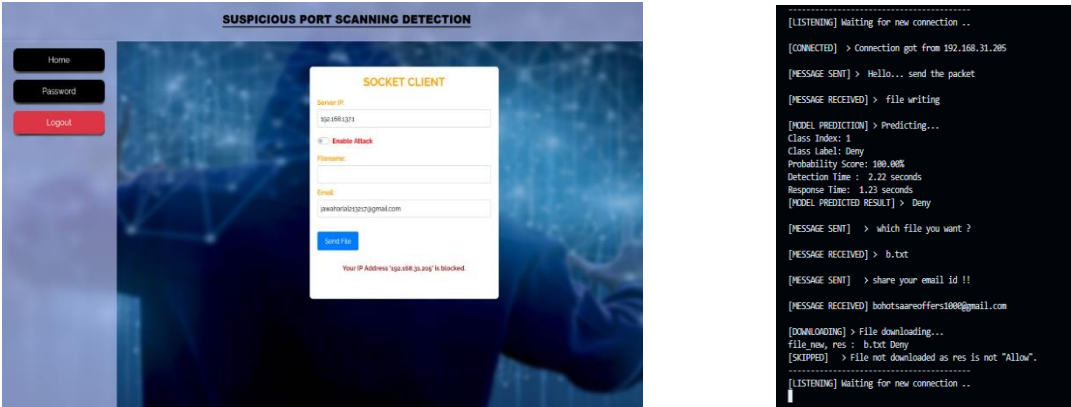 SUSPICIOUS PORT SCANNING DETECTION
Home
Password
Logout
SOCKET CLIENT
Server IP:
192.168.1.371
Enable Attack
Filename:
Email:
jawaharlal213217@gmail.com
Send File
Your IP Address '192.168.31.205' is blocked.
----------------------------------------
[LISTENING] Waiting for new connection ..
[CONNECTED] > Connection got from 192.168.31.205
[MESSAGE SENT] > Hello... send the packet
[MESSAGE RECEIVED] > file writing
[MODEL PREDICTION] > Predicting...
Class Index: 1
Class Label: Deny
Probability Score: 100.00%
Detection Time : 2.22 seconds
Response Time: 1.23 seconds
[MODEL PREDICTED RESULT] > Deny
[MESSAGE SENT] > which file you want ?
[MESSAGE RECEIVED] > b.txt
[MESSAGE SENT] > share your email id !!
[MESSAGE RECEIVED] bohotsaareoffers1000@gmail.com
[DOWNLOADING] > File downloading...
file_new, res : b.txt Deny
[SKIPPED] > File not downloaded as res is not "Allow".
----------------------------------------
[LISTENING] Waiting for new connection ..